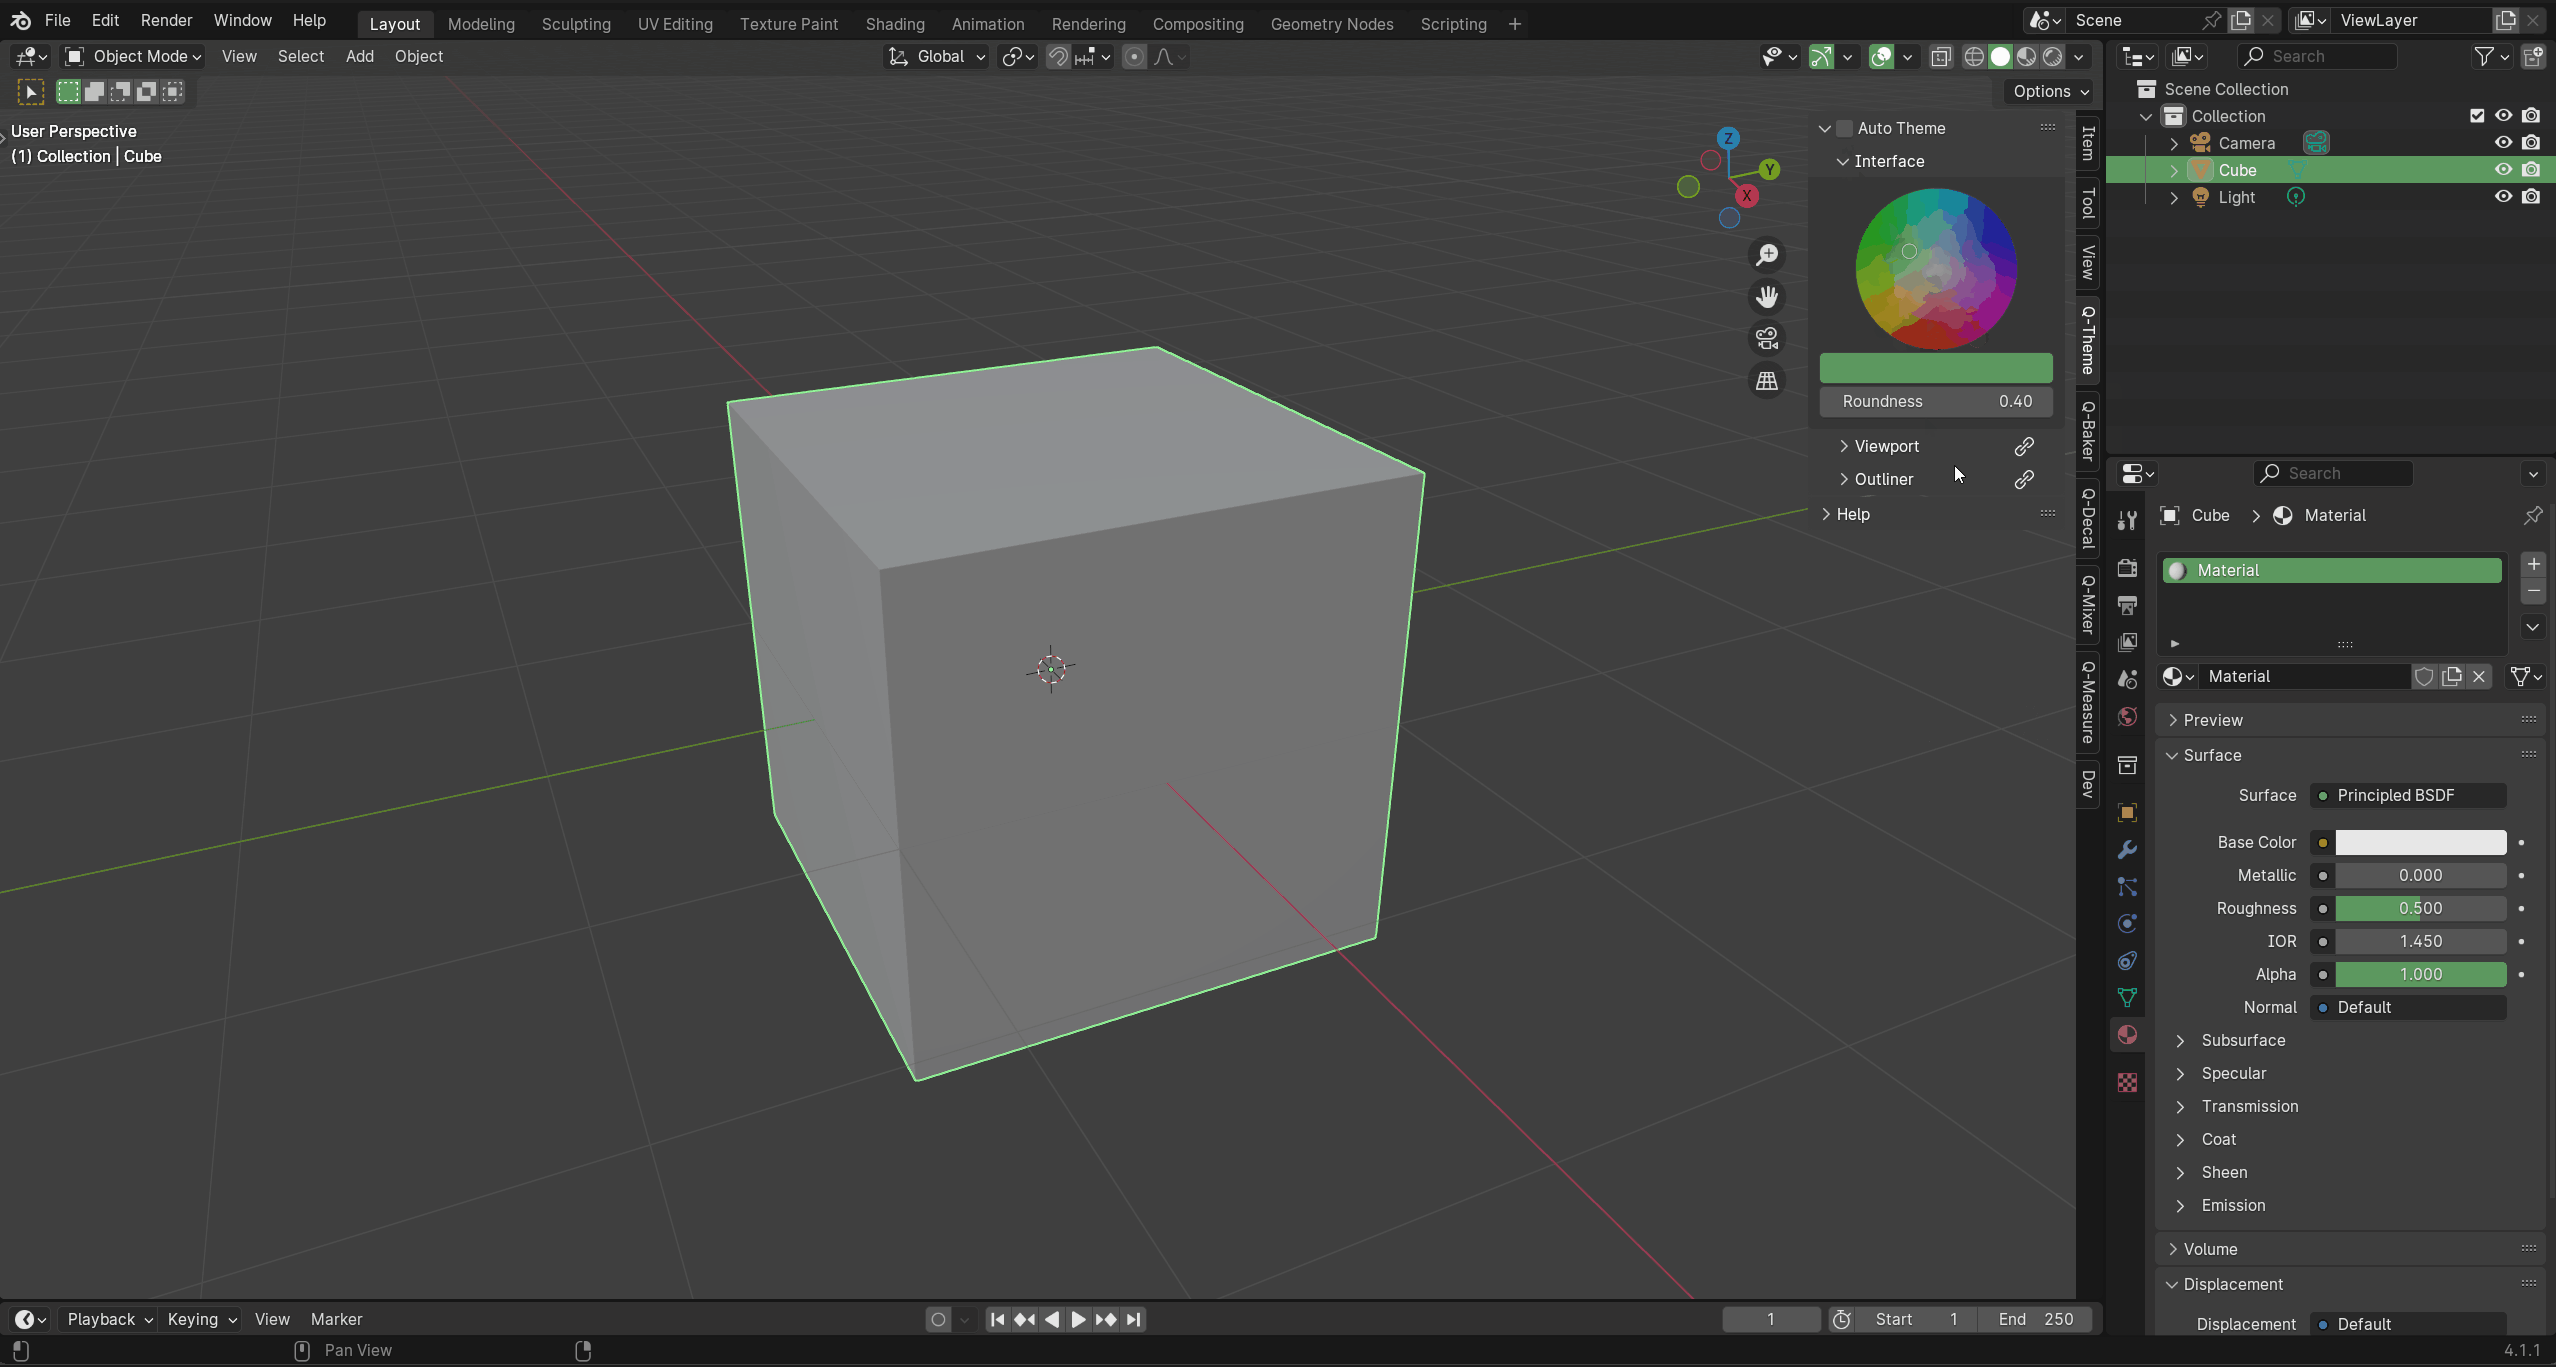 File Edit Render Window Help Layout Modeling Sculpting UV Editing Texture Paint Shading Animation Rendering Compositing Geometry Nodes Scripting + Scene ViewLayer
Object Mode View Select Add Object Global Search
Options
User Perspective
(1) Collection | Cube
Z
Y
X
Auto Theme
Interface
Roundness 0.40
Viewport
Outliner
Help
Item
Tool
View
Q-Theme
Q-Baker
Q-Decal
Q-Mixer
Q-Measure
Dev
Scene Collection
Collection
Camera
Cube
Light
Search
Cube > Material
Material
Material
Preview
Surface
Surface Principled BSDF
Base Color
Metallic 0.000
Roughness 0.500
IOR 1.450
Alpha 1.000
Normal Default
Subsurface
Specular
Transmission
Coat
Sheen
Emission
Volume
Displacement
Displacement Default
Playback Keying View Marker 1 Start 1 End 250
Pan View 4.1.1